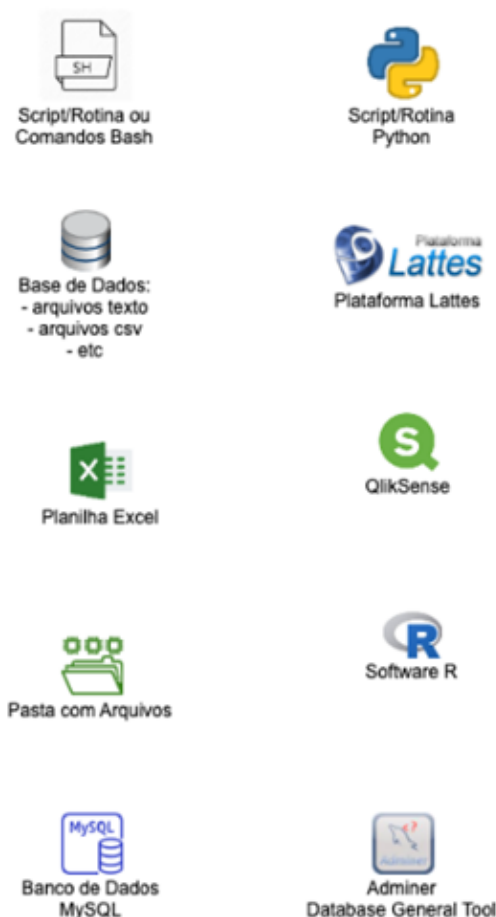 SH
Script/Rotina ou
Comandos Bash
Script/Rotina
Python
Base de Dados:
- arquivos texto
- arquivos csv
- etc
Plataforma
Lattes
Plataforma Lattes
X
Planilha Excel
S
QlikSense
Pasta com Arquivos
R
Software R
MySQL
Banco de Dados
MySQL
Adminer
Adminer
Database General Tool